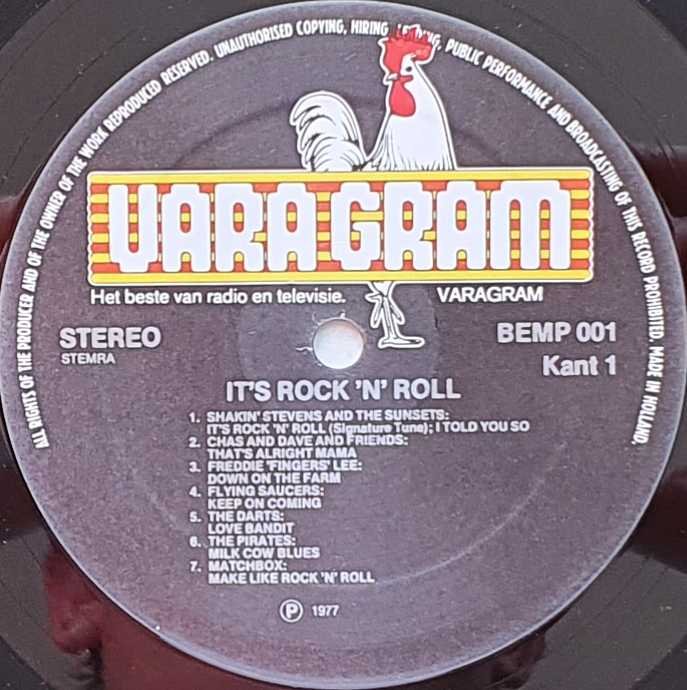 ALL RIGHTS OF THE PRODUCER AND OF THE OWNER OF THE WORK REPRODUCED RESERVED. UNAUTHORISED COPYING, HIRING, PUBLIC PERFORMANCE AND BROADCASTING OF THIS RECORD PROHIBITED. MADE IN HOLLAND.
VARAGRAM
Het beste van radio en televisie. VARAGRAM
STEREO BEMP 001
STEMRA
Kant 1
IT'S ROCK 'N' ROLL
1. SHAKIN' STEVENS AND THE SUNSETS:
IT'S ROCK 'N' ROLL (Signature Tune); I TOLD YOU SO
2. CHAS AND DAVE AND FRIENDS:
THAT'S ALRIGHT MAMA
3. FREDDIE 'FINGERS' LEE:
DOWN ON THE FARM
4. FLYING SAUCERS:
KEEP ON COMING
5. THE DARTS:
LOVE BANDIT
6. THE PIRATES:
MILK COW BLUES
7. MATCHBOX:
MAKE LIKE ROCK 'N' ROLL
Ⓟ 1977